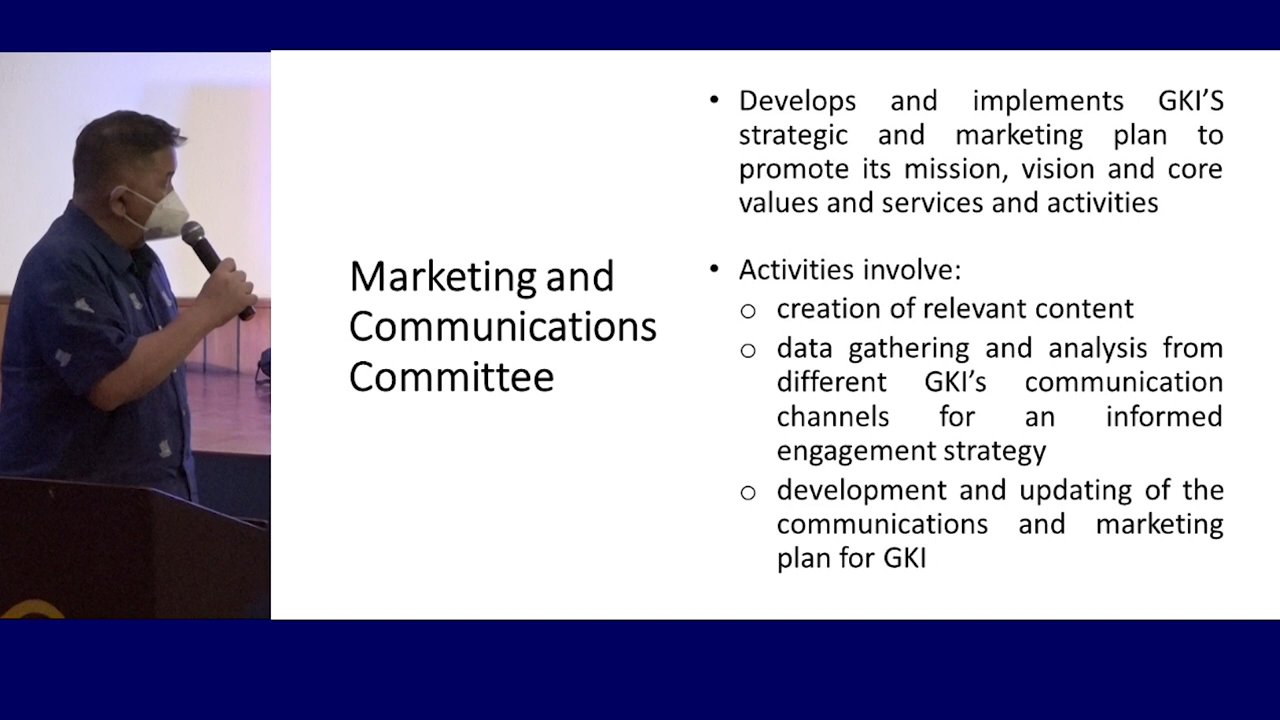 Marketing and
Communications
Committee
• Develops and implements GKI’S
strategic and marketing plan to
promote its mission, vision and core
values and services and activities
• Activities involve:
o creation of relevant content
o data gathering and analysis from
different GKI’s communication
channels for an informed
engagement strategy
o development and updating of the
communications and marketing
plan for GKI